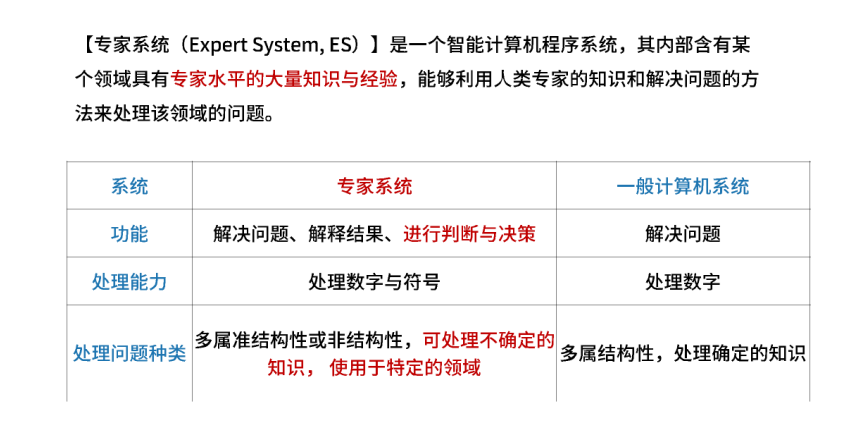 【专家系统（Expert System, ES）】是一个智能计算机程序系统，其内部含有某
个领域具有专家水平的大量知识与经验，能够利用人类专家的知识和解决问题的方
法来处理该领域的问题。
系统 专家系统 一般计算机系统
功能 解决问题、解释结果、进行判断与决策 解决问题
处理能力 处理数字与符号 处理数字
处理问题种类 多属准结构性或非结构性，可处理不确定的
知识， 使用于特定的领域 多属结构性，处理确定的知识